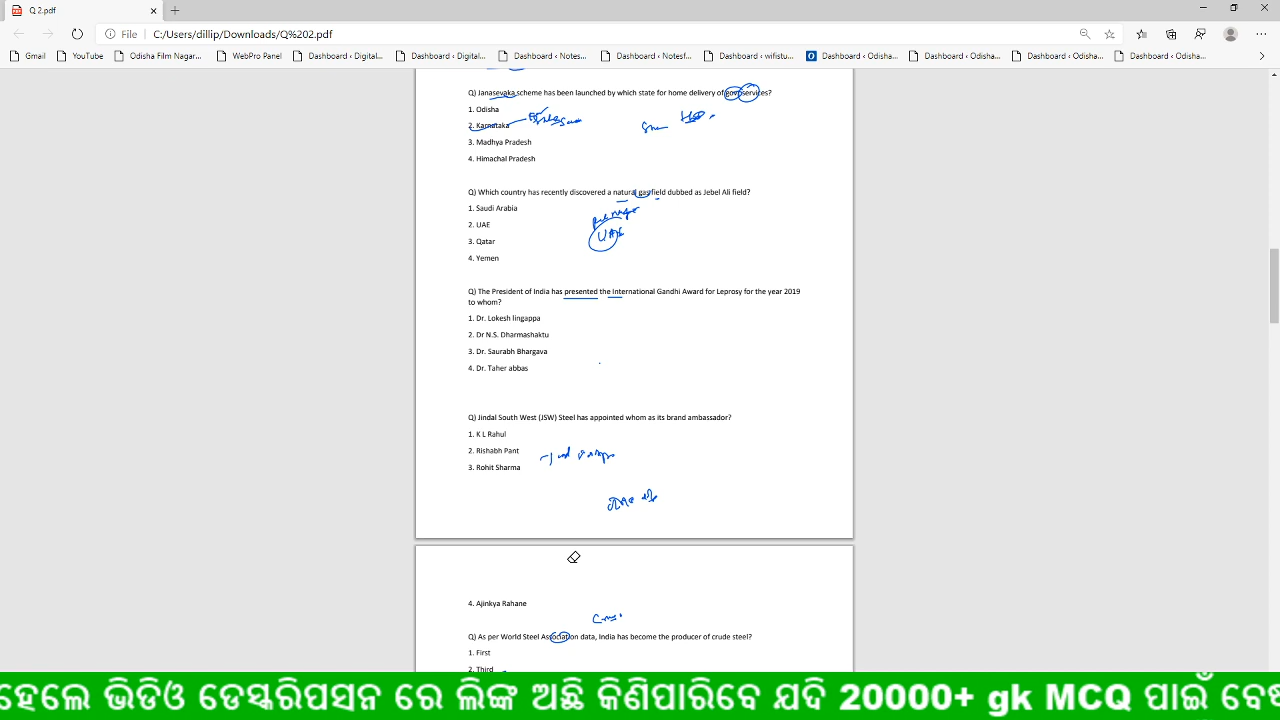 Q 2.pdf
File C:/Users/dillip/Downloads/Q%202.pdf
Gmail YouTube Odisha Film Nagar... Dashboard ‹ Digital... WebPro Solutions Dashboard ‹ Digital... Dashboard ‹ Notes... Dashboard ‹ Notesf... Dashboard ‹ wifistu... Dashboard ‹ Odisha... Dashboard ‹ Odisha... Dashboard ‹ Odisha... Dashboard ‹ Odisha...
Q) Janasevaka scheme has been launched by which state for home delivery of govt services?
1. Odisha
2. Karnataka
3. Madhya Pradesh
4. Himachal Pradesh
Q) Which country has recently discovered a natural gas field dubbed as Jebel Ali field?
1. Saudi Arabia
2. UAE
UAE
3. Qatar
4. Yemen
Q) The President of India has presented the International Gandhi Award for Leprosy for the year 2019
to whom?
1. Dr. Lokesh lingappa
2. Dr N.S. Dharmashaktu
3. Dr. Saurabh Bhargava
4. Dr. Taher abbas
Q) Jindal South West (JSW) Steel has appointed whom as its brand ambassador?
1. K L Rahul
2. Rishabh Pant
3. Rohit Sharma
4. Ajinkya Rahane
Q) As per World Steel Association data, India has become the producer of crude steel?
1. First
2. Third
ହେଲେ ଭିଡିଓ ଡେସ୍କରିପସନ ରେ ଲିଙ୍କ ଅଛି କିଣିପାରିବେ ଯଦି 20000+ gk MCQ ପାଇଁ